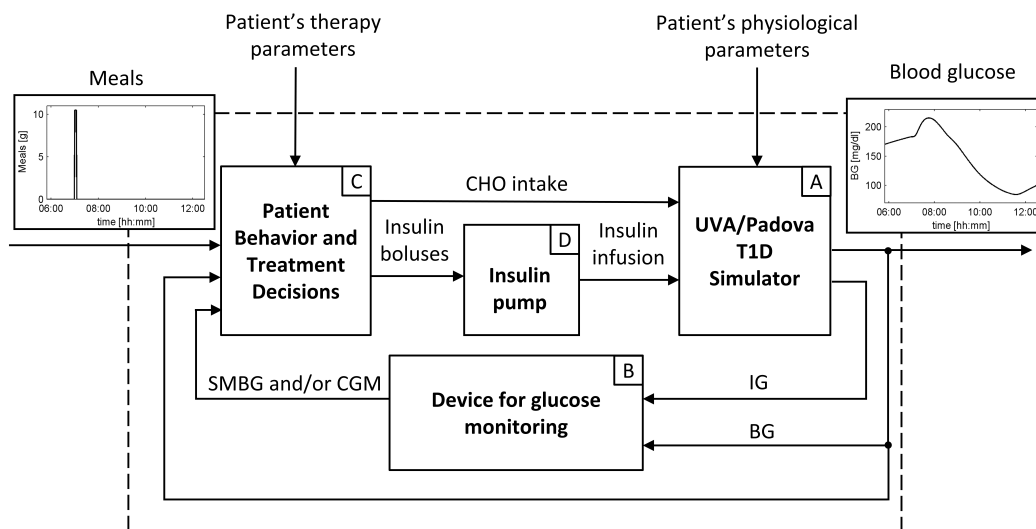 Patient’s therapy
parameters
Patient’s physiological
parameters
Meals
Blood glucose
Meals [g]
10
5
0
06:00 08:00 10:00 12:00
time [hh:mm]
BG [mg/dl]
200
150
100
06:00 08:00 10:00 12:00
time [hh:mm]
C
Patient
Behavior and
Treatment
Decisions
CHO intake
Insulin
boluses
D
Insulin
pump
Insulin
infusion
A
UVA/Padova
T1D
Simulator
SMBG and/or CGM
B
Device for glucose
monitoring
IG
BG